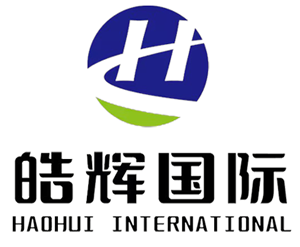 H
皓辉国际
HAOHUI INTERNATIONAL